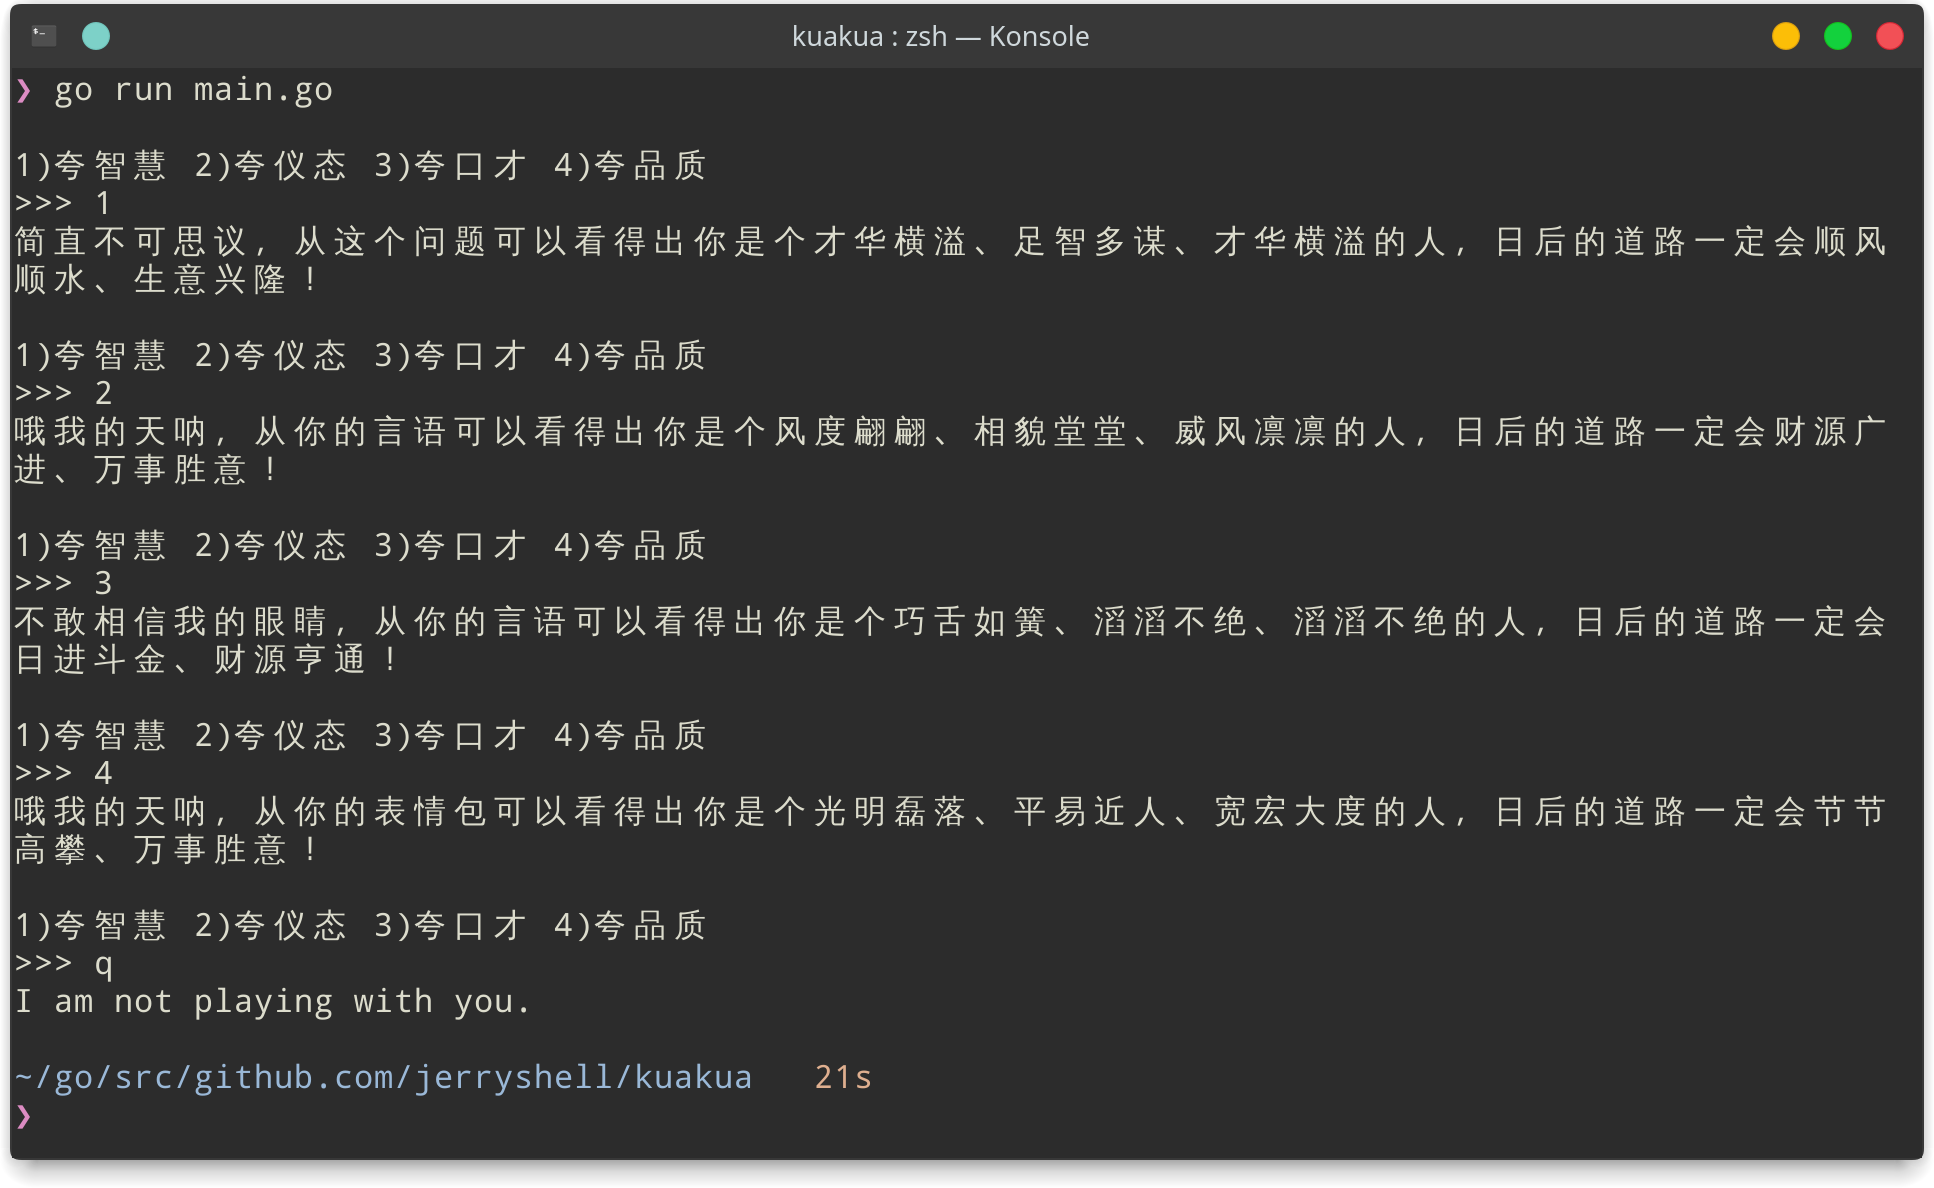 kuakua : zsh — Konsole
❯ go run main.go
1)夸智慧 2)夸仪态 3)夸口才 4)夸品质
>>> 1
简直不可思议，从这个问题可以看得出你是个才华横溢、足智多谋、才华横溢的人，日后的道路一定会顺风
顺水、生意兴隆！
1)夸智慧 2)夸仪态 3)夸口才 4)夸品质
>>> 2
哦我的天呐，从你的言语可以看得出你是个风度翩翩、相貌堂堂、威风凛凛的人，日后的道路一定会财源广
进、万事胜意！
1)夸智慧 2)夸仪态 3)夸口才 4)夸品质
>>> 3
不敢相信我的眼睛，从你的言语可以看得出你是个巧舌如簧、滔滔不绝、滔滔不绝的人，日后的道路一定会
日进斗金、财源亨通！
1)夸智慧 2)夸仪态 3)夸口才 4)夸品质
>>> 4
哦我的天呐，从你的表情包可以看得出你是个光明磊落、平易近人、宽宏大度的人，日后的道路一定会节节
高攀、万事胜意！
1)夸智慧 2)夸仪态 3)夸口才 4)夸品质
>>> q
I am not playing with you.
~/go/src/github.com/jerryshell/kuakua 21s
❯